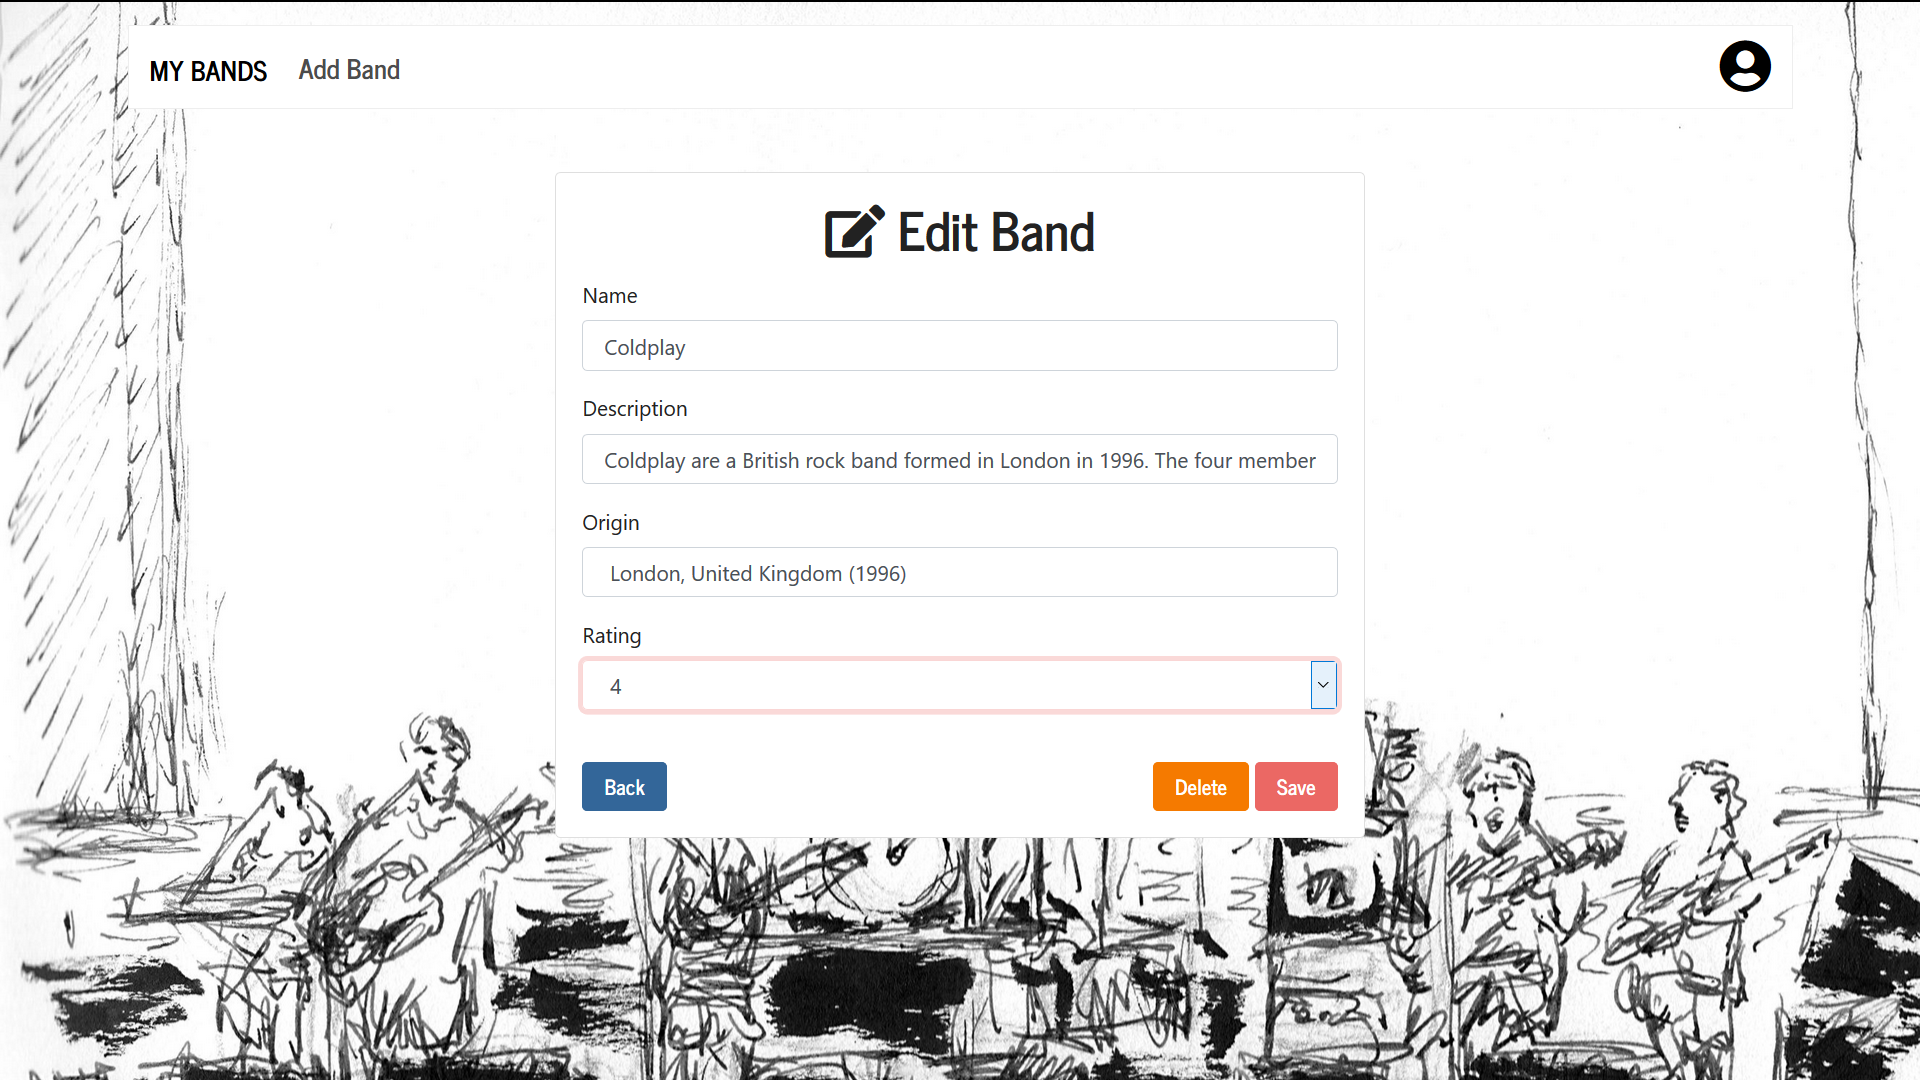 MY BANDS Add Band
Edit Band
Name
Coldplay
Description
Coldplay are a British rock band formed in London in 1996. The four member
Origin
London, United Kingdom (1996)
Rating
4
Back Delete Save